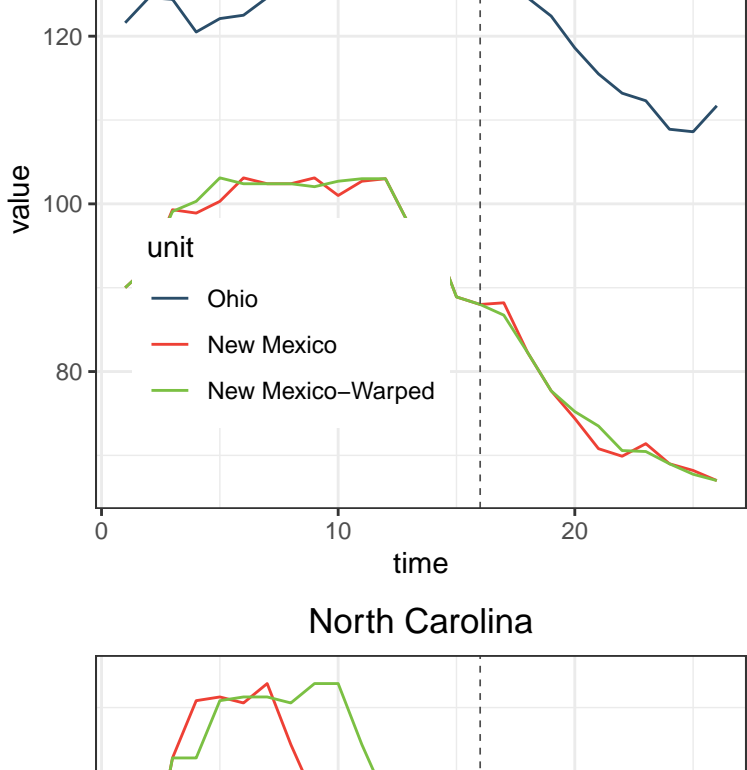 120
100
80
value
unit
Ohio
New Mexico
New Mexico−Warped
0 10 20
time
North Carolina